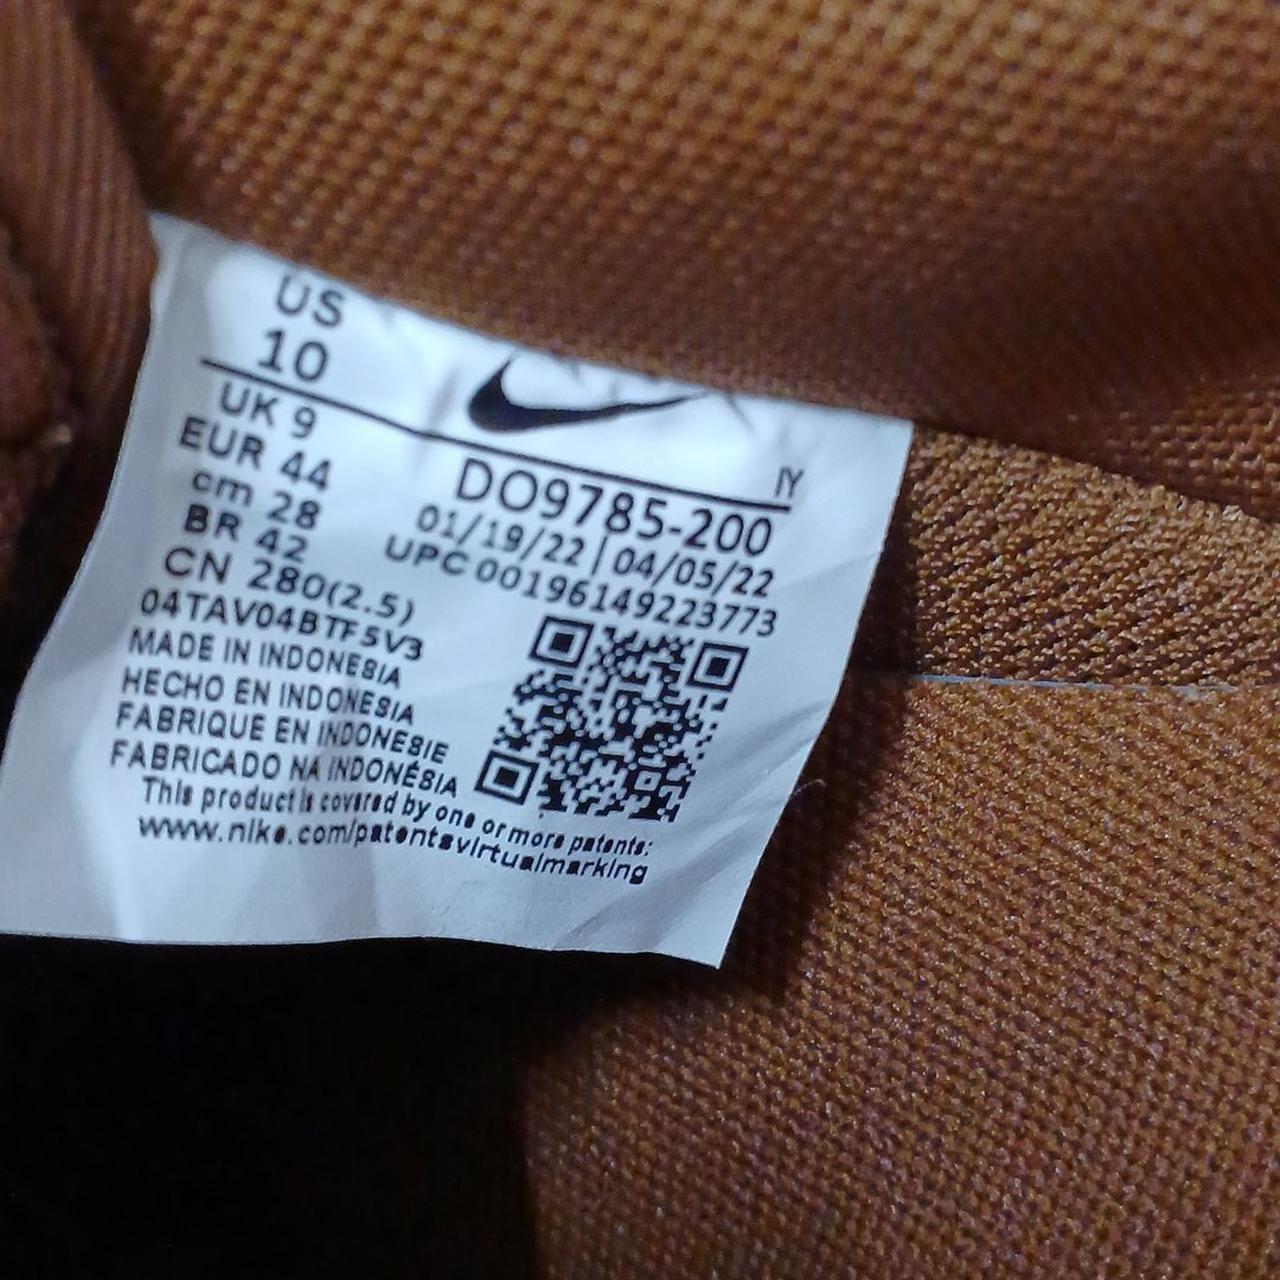 US
10
UK 9
EUR 44
cm 28
BR 42
CN 280(2.5)
04TAV04BTF5V3
MADE IN INDONESIA
HECHO EN INDONESIA
FABRIQUE EN INDONESIE
FABRICADO NA INDONÉSIA
IY
DO9785-200
01/19/22 | 04/05/22
UPC 00196149223773
This product is covered by one or more patents:
www.nike.com/patentsvirtualmarking